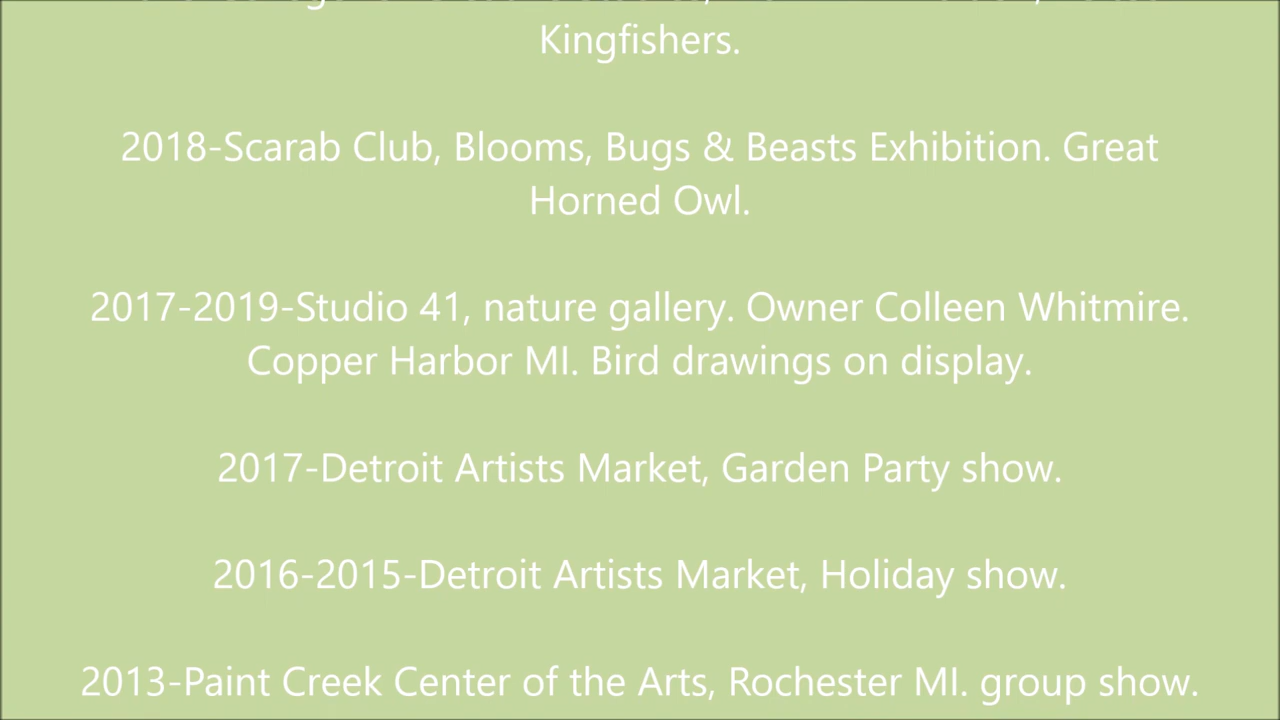 Kingfishers.
2018-Scarab Club, Blooms, Bugs & Beasts Exhibition. Great
Horned Owl.
2017-2019-Studio 41, nature gallery. Owner Colleen Whitmire.
Copper Harbor MI. Bird drawings on display.
2017-Detroit Artists Market, Garden Party show.
2016-2015-Detroit Artists Market, Holiday show.
2013-Paint Creek Center of the Arts, Rochester MI. group show.